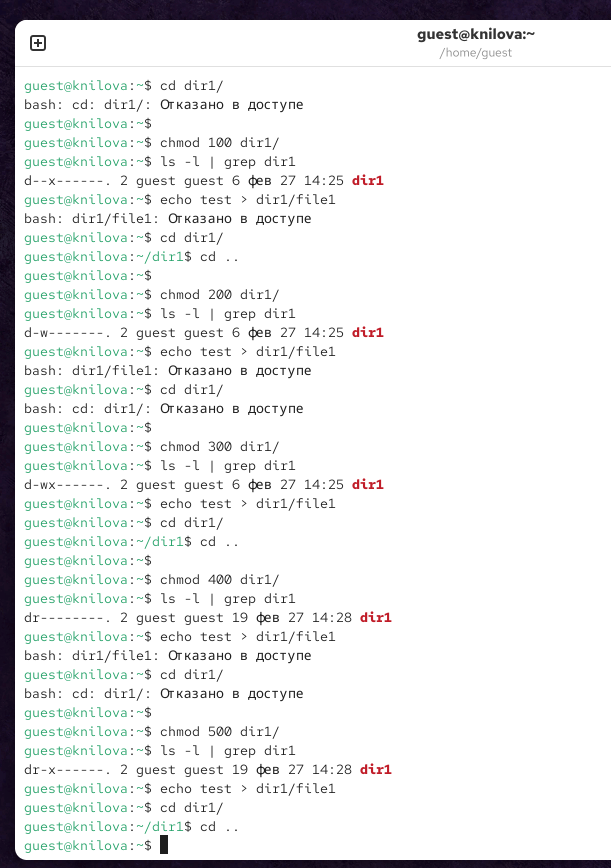 guest@knilova:~
/home/guest
guest@knilova:~$ cd dir1/
bash: cd: dir1/: Отказано в доступе
guest@knilova:~$
guest@knilova:~$ chmod 100 dir1/
guest@knilova:~$ ls -l | grep dir1
d--x------. 2 guest guest 6 фев 27 14:25 dir1
guest@knilova:~$ echo test > dir1/file1
bash: dir1/file1: Отказано в доступе
guest@knilova:~$ cd dir1/
guest@knilova:~/dir1$ cd ..
guest@knilova:~$
guest@knilova:~$ chmod 200 dir1/
guest@knilova:~$ ls -l | grep dir1
d-w-------. 2 guest guest 6 фев 27 14:25 dir1
guest@knilova:~$ echo test > dir1/file1
bash: dir1/file1: Отказано в доступе
guest@knilova:~$ cd dir1/
bash: cd: dir1/: Отказано в доступе
guest@knilova:~$
guest@knilova:~$ chmod 300 dir1/
guest@knilova:~$ ls -l | grep dir1
d-wx------. 2 guest guest 6 фев 27 14:25 dir1
guest@knilova:~$ echo test > dir1/file1
guest@knilova:~$ cd dir1/
guest@knilova:~/dir1$ cd ..
guest@knilova:~$
guest@knilova:~$ chmod 400 dir1/
guest@knilova:~$ ls -l | grep dir1
dr--------. 2 guest guest 19 фев 27 14:28 dir1
guest@knilova:~$ echo test > dir1/file1
bash: dir1/file1: Отказано в доступе
guest@knilova:~$ cd dir1/
bash: cd: dir1/: Отказано в доступе
guest@knilova:~$
guest@knilova:~$ chmod 500 dir1/
guest@knilova:~$ ls -l | grep dir1
dr-x------. 2 guest guest 19 фев 27 14:28 dir1
guest@knilova:~$ echo test > dir1/file1
guest@knilova:~$ cd dir1/
guest@knilova:~/dir1$ cd ..
guest@knilova:~$